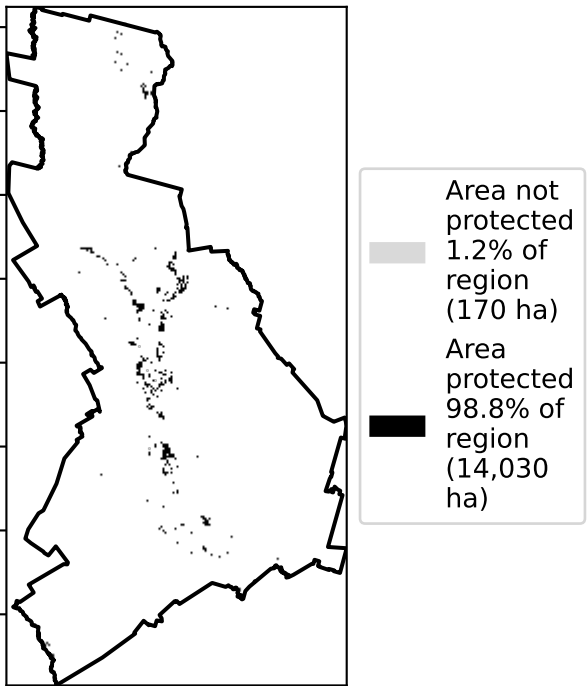 Area not
protected
1.2% of
region
(170 ha)
Area
protected
98.8% of
region
(14,030
ha)